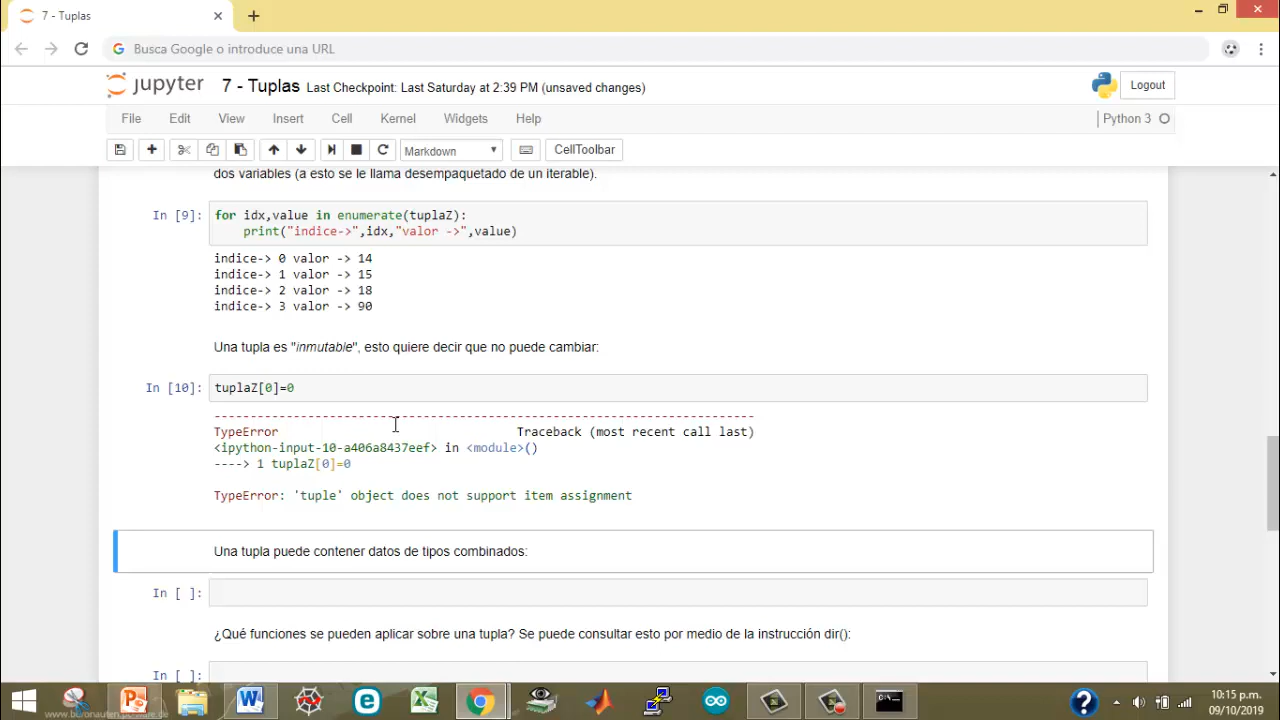 7 - Tuplas
Busca Google o introduce una URL
jupyter 7 - Tuplas Last Checkpoint: Last Saturday at 2:39 PM (unsaved changes) Logout
File Edit View Insert Cell Kernel Widgets Help Python 3
Markdown CellToolbar
dos variables (a esto se le llama desempaquetado de un iterable).
In [9]: for idx,value in enumerate(tuplaZ):
print("indice->",idx,"valor ->",value)
indice-> 0 valor -> 14
indice-> 1 valor -> 15
indice-> 2 valor -> 18
indice-> 3 valor -> 90
Una tupla es "inmutable", esto quiere decir que no puede cambiar:
In [10]: tuplaZ[0]=0
---------------------------------------------------------------------------
TypeError Traceback (most recent call last)
<ipython-input-10-a406a8437eef> in <module>()
----> 1 tuplaZ[0]=0
TypeError: 'tuple' object does not support item assignment
Una tupla puede contener datos de tipos combinados:
In [ ]:
¿Qué funciones se pueden aplicar sobre una tupla? Se puede consultar esto por medio de la instrucción dir():
In [ ]:
10:15 p.m.
09/10/2019